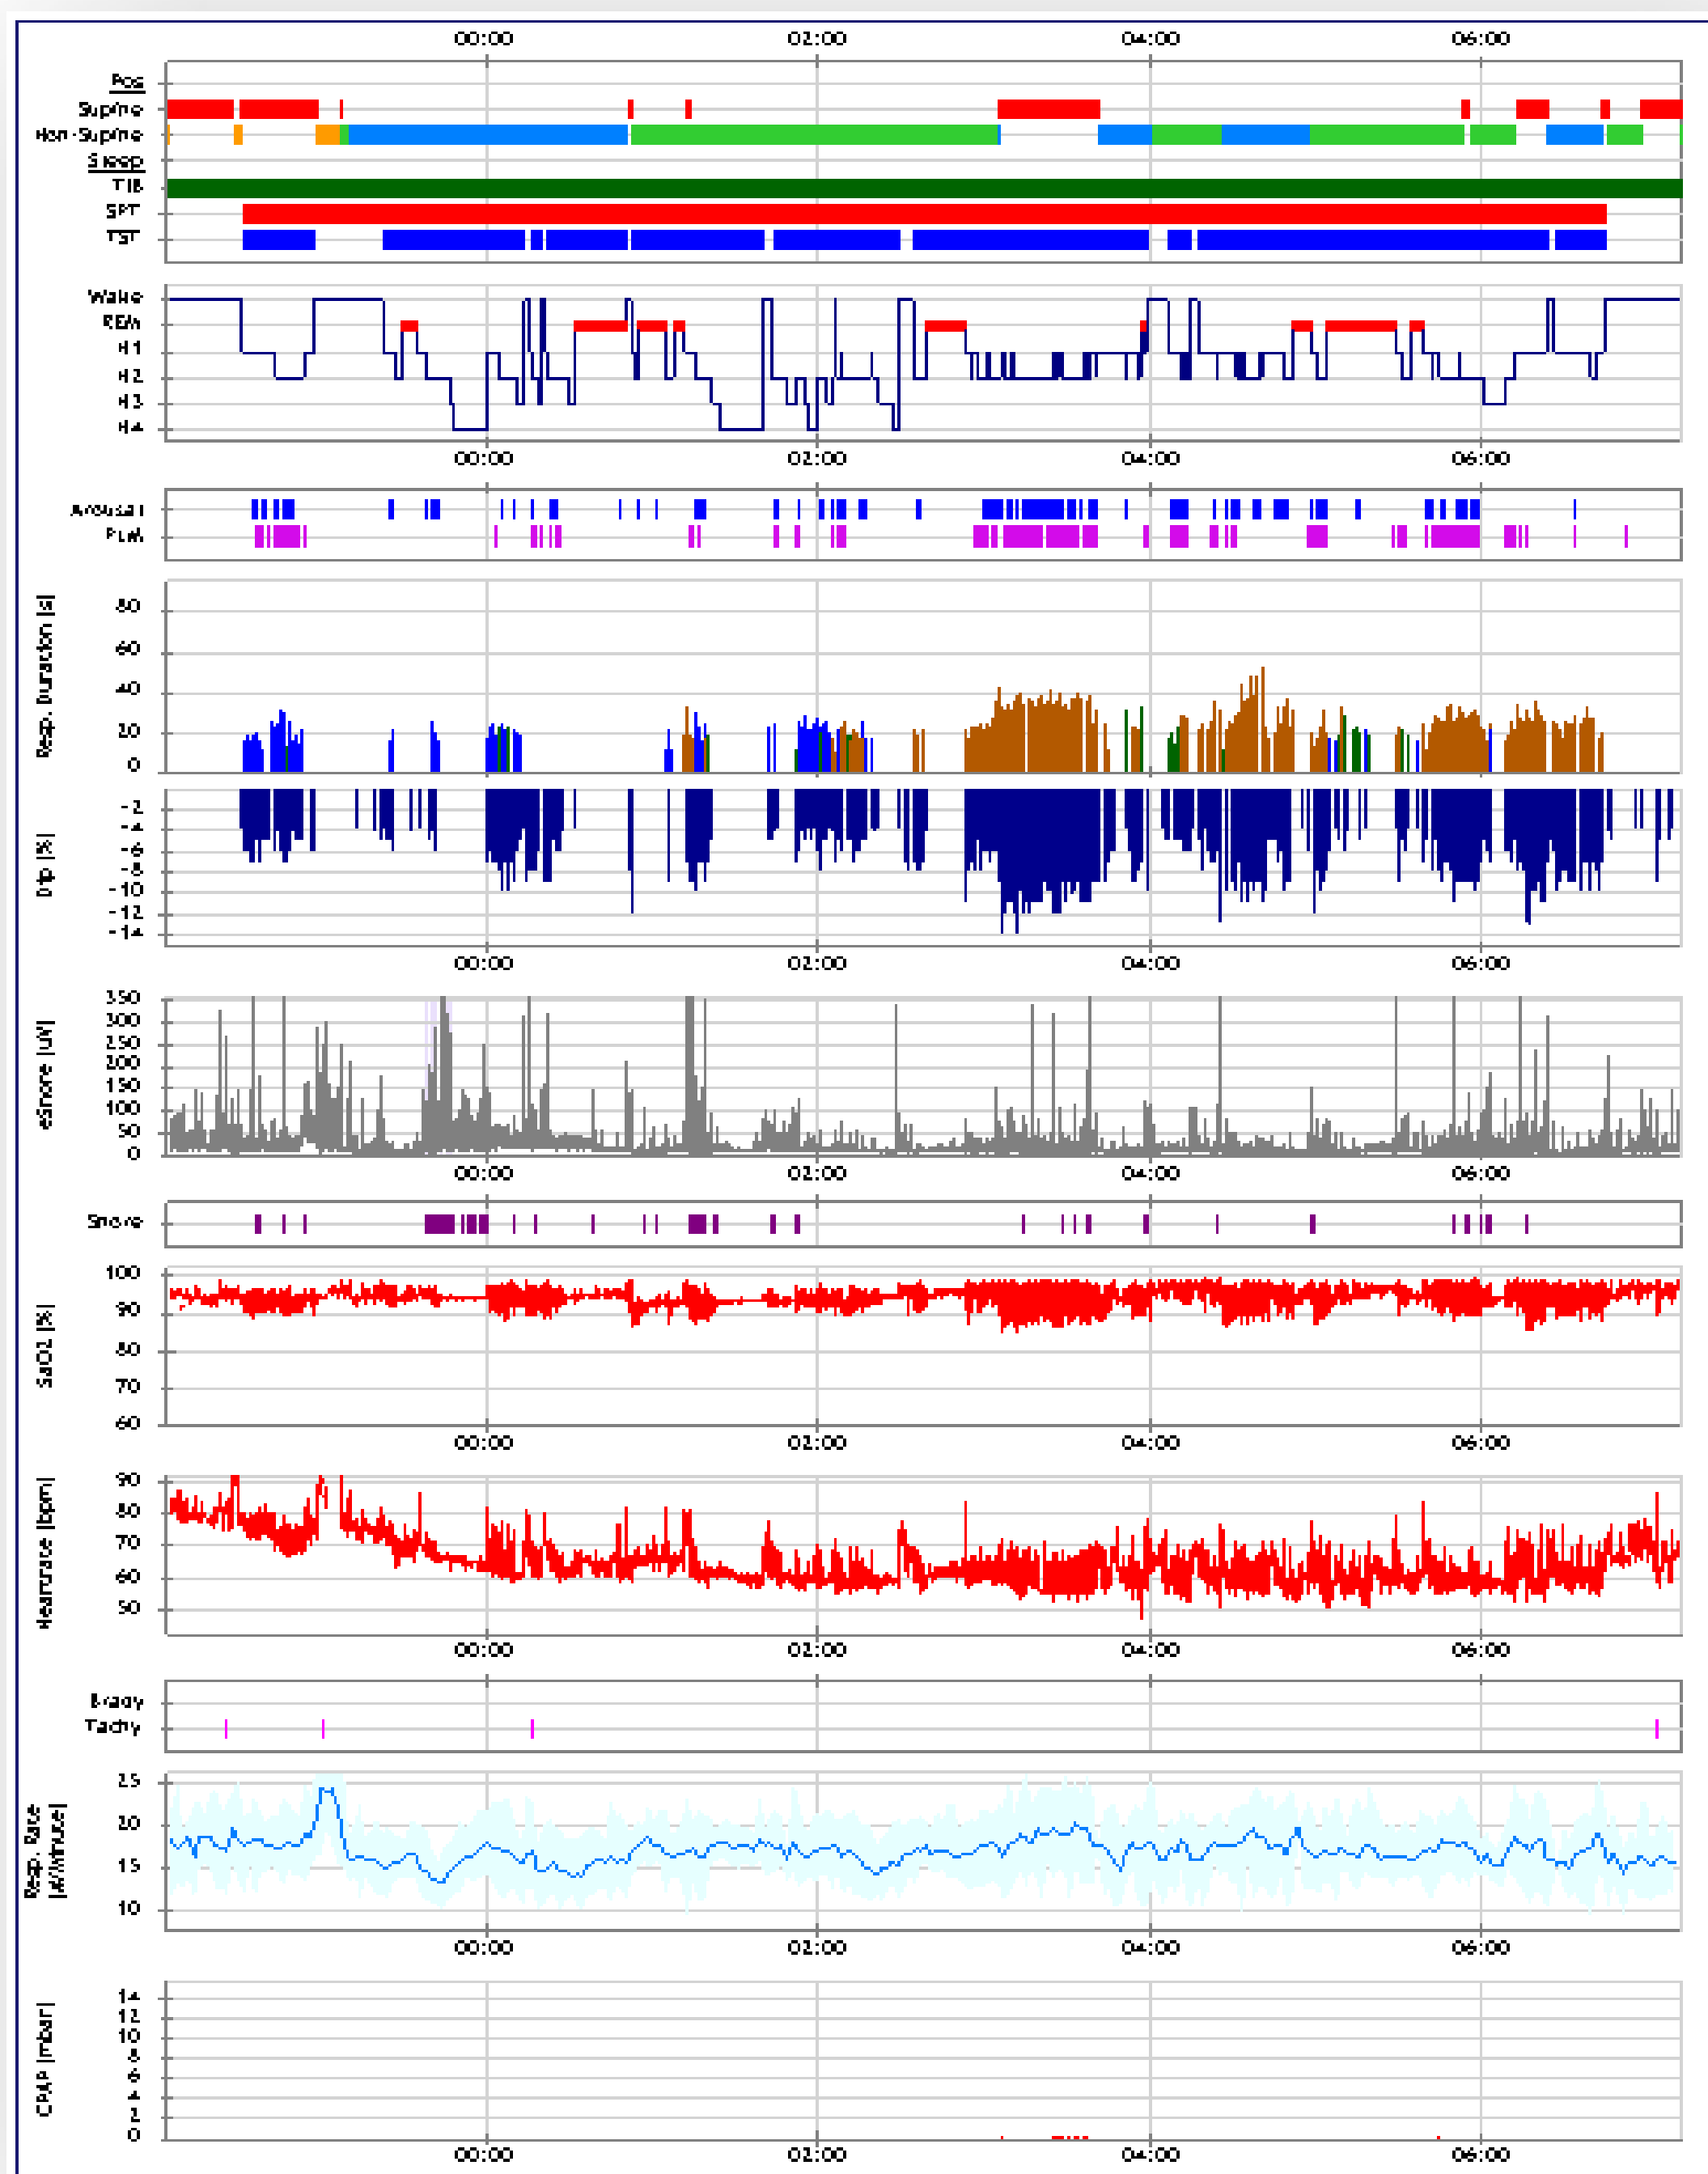 00:00 02:00 04:00 06:00
Pos
Supine
Non-Supine
Sleep
TIB
SPT
TST
Wake
REM
N1
N2
N3
N4
00:00 02:00 04:00 06:00
Arousal
PLM
Resp. Duration [s]
80
60
40
20
0
Dip [%]
-2
-4
-6
-8
-10
-12
-14
00:00 02:00 04:00 06:00
eSnore [uV]
350
300
250
200
150
100
50
0
00:00 02:00 04:00 06:00
Snore
SaO2 [%]
100
90
80
70
60
00:00 02:00 04:00 06:00
Heartrate [bpm]
90
80
70
60
50
00:00 02:00 04:00 06:00
Brady
Tachy
Resp. Rate
25
20
15
10
00:00 02:00 04:00 06:00
CPAP [mbar]
14
12
10
8
6
4
2
0
00:00 02:00 04:00 06:00